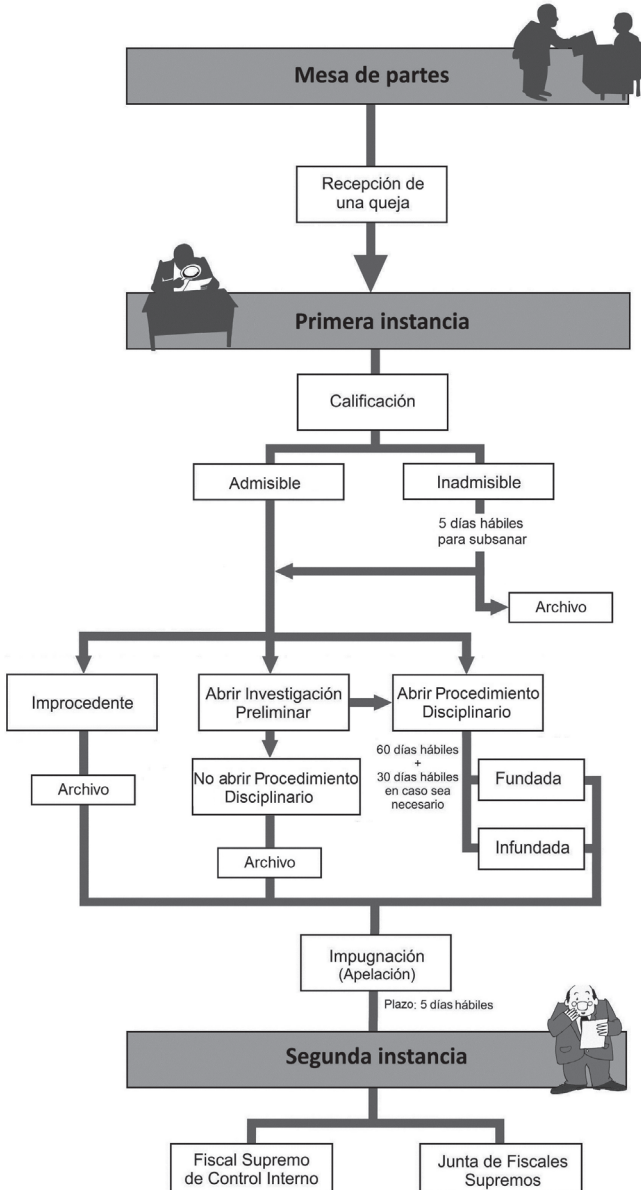 Mesa de partes
Recepción de
una queja
Primera instancia
Calificación
Admisible
Inadmisible
5 días hábiles
para subsanar
Archivo
Improcedente
Abrir Investigación
Preliminar
Abrir Procedimiento
Disciplinario
Archivo
No abrir Procedimiento
Disciplinario
Archivo
60 días hábiles
+
30 días hábiles
en caso sea
necesario
Fundada
Infundada
Impugnación
(Apelación)
Plazo: 5 días hábiles
Segunda instancia
Fiscal Supremo
de Control Interno
Junta de Fiscales
Supremos